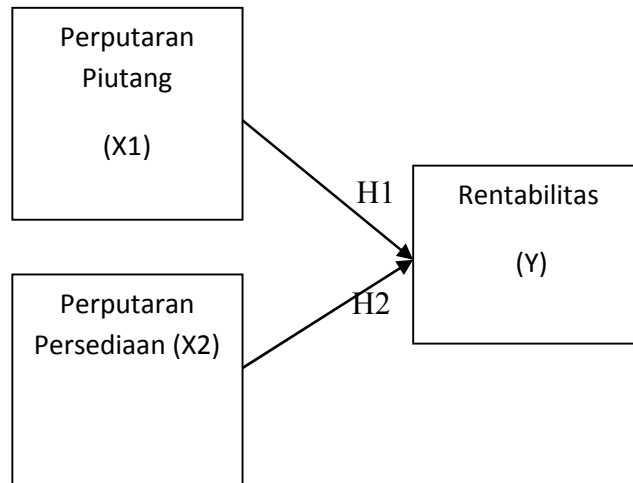 Perputaran
Piutang
(X1)
H1
Rentabilitas
(Y)
Perputaran
Persediaan (X2)
H2